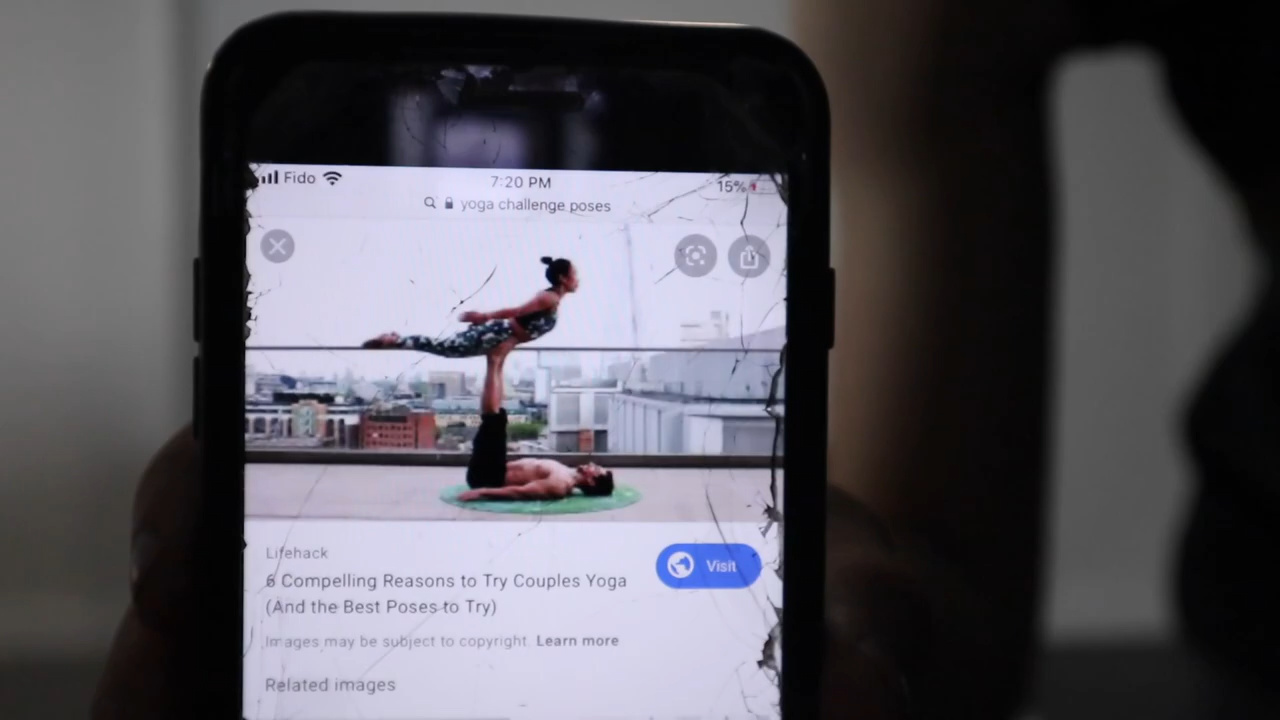 Fido 7:20 PM 15%
yoga challenge poses
Lifehack
6 Compelling Reasons to Try Couples Yoga
(And the Best Poses to Try)
Visit
Images may be subject to copyright. Learn more
Related images